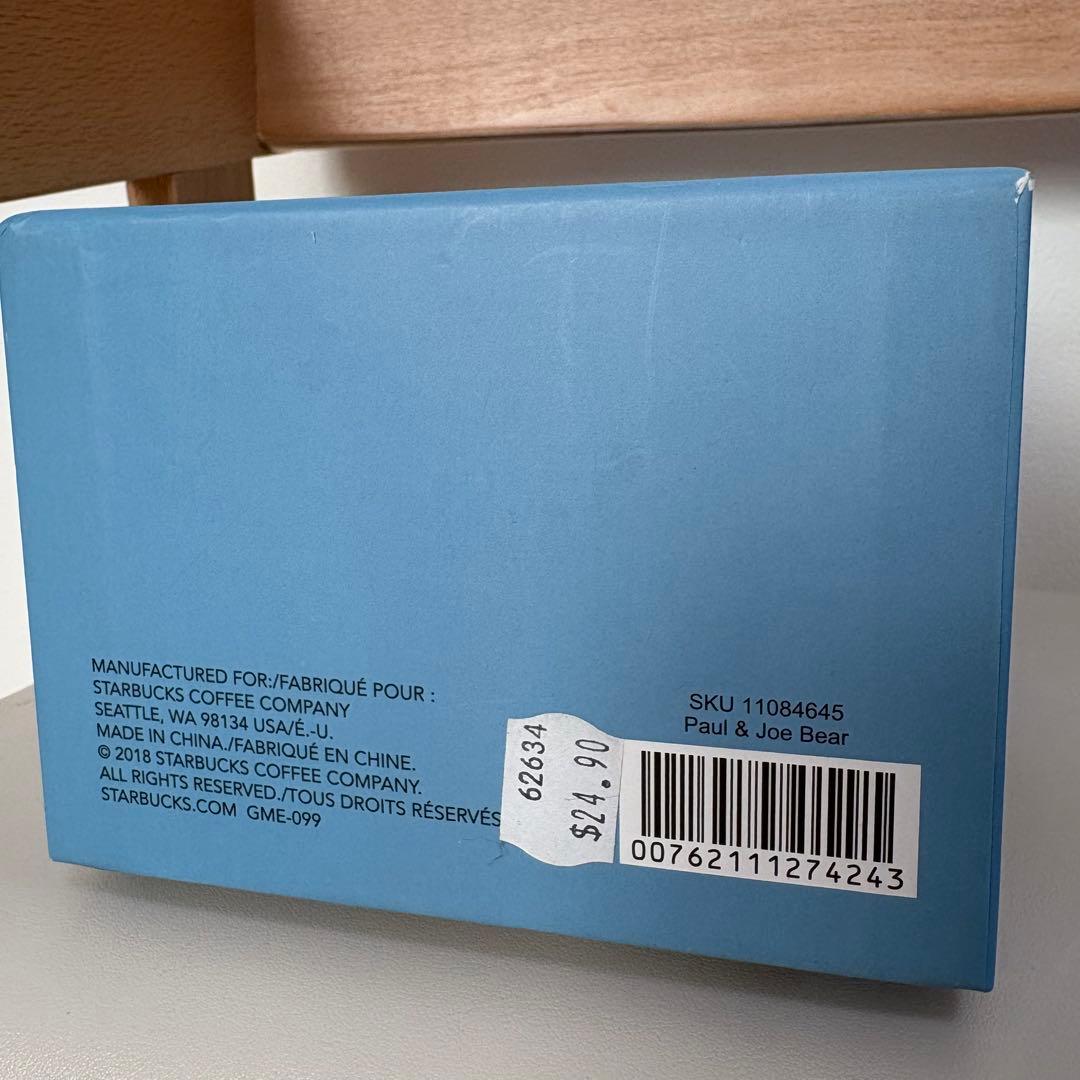 MANUFACTURED FOR:/FABRIQUÉ POUR :
STARBUCKS COFFEE COMPANY
SEATTLE, WA 98134 USA/É.-U.
MADE IN CHINA./FABRIQUÉ EN CHINE.
© 2018 STARBUCKS COFFEE COMPANY.
ALL RIGHTS RESERVED./TOUS DROITS RÉSERVÉS
STARBUCKS.COM GME-099
62634
$24.90
SKU 11084645
Paul & Joe Bear
00762111274243